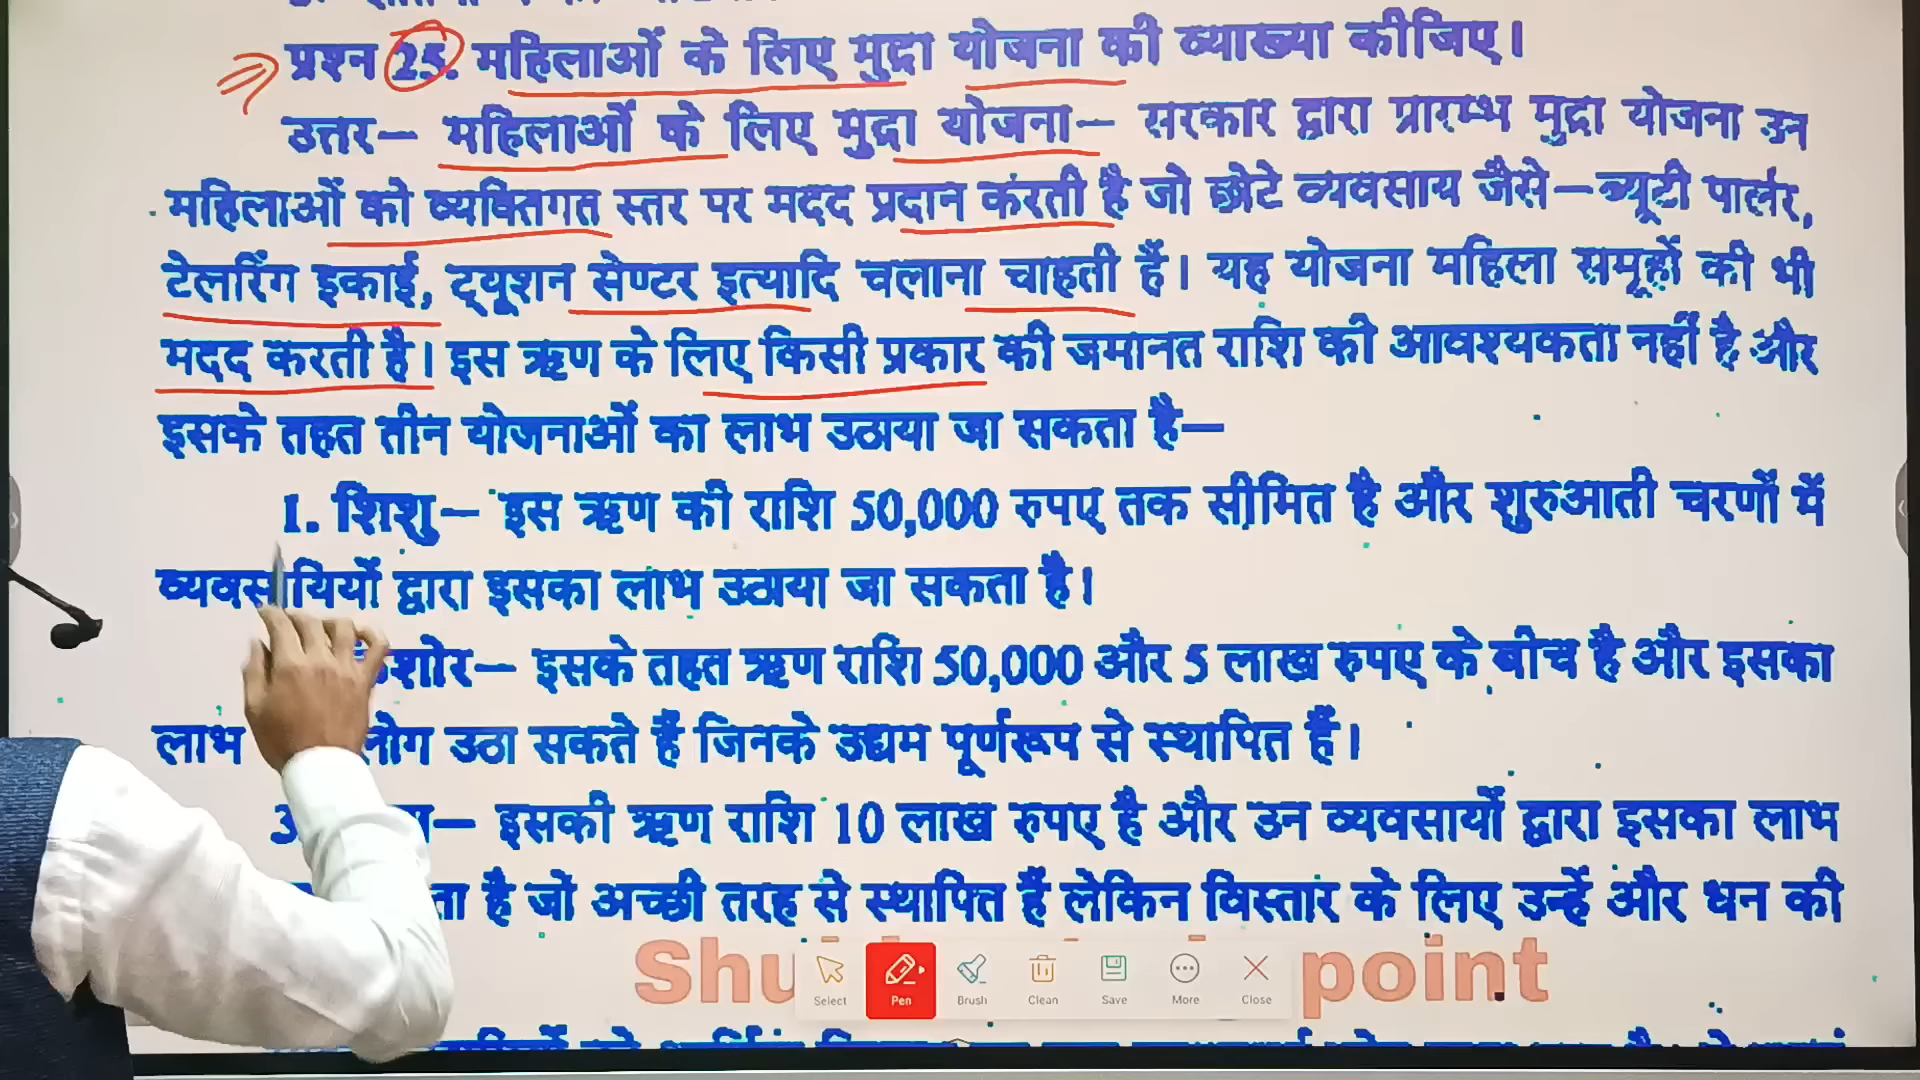 प्रश्न 25. महिलाओं के लिए मुद्रा योजना की व्याख्या कीजिए।
उत्तर– महिलाओं के लिए मुद्रा योजना– सरकार द्वारा प्रारम्भ मुद्रा योजना उन
महिलाओं को व्यक्तिगत स्तर पर मदद प्रदान करती है जो छोटे व्यवसाय जैसे–ब्यूटी पार्लर,
टेलरिंग इकाई, ट्यूशन सेण्टर इत्यादि चलाना चाहती हैं। यह योजना महिला समूहों की भी
मदद करती है। इस ऋण के लिए किसी प्रकार की जमानत राशि की आवश्यकता नहीं है और
इसके तहत तीन योजनाओं का लाभ उठाया जा सकता है–
1. शिशु– इस ऋण की राशि 50,000 रुपए तक सीमित है और शुरुआती चरणों में
व्यवसायियों द्वारा इसका लाभ उठाया जा सकता है।
इसके तहत ऋण राशि 50,000 और 5 लाख रुपए के बीच है और इसका
लाभ लोग उठा सकते हैं जिनके उद्यम पूर्णरूप से स्थापित हैं।
इसकी ऋण राशि 10 लाख रुपए है और उन व्यवसायों द्वारा इसका लाभ
है जो अच्छी तरह से स्थापित हैं लेकिन विस्तार के लिए उन्हें और धन की
point
Select Pen Brush Clean Save More Close